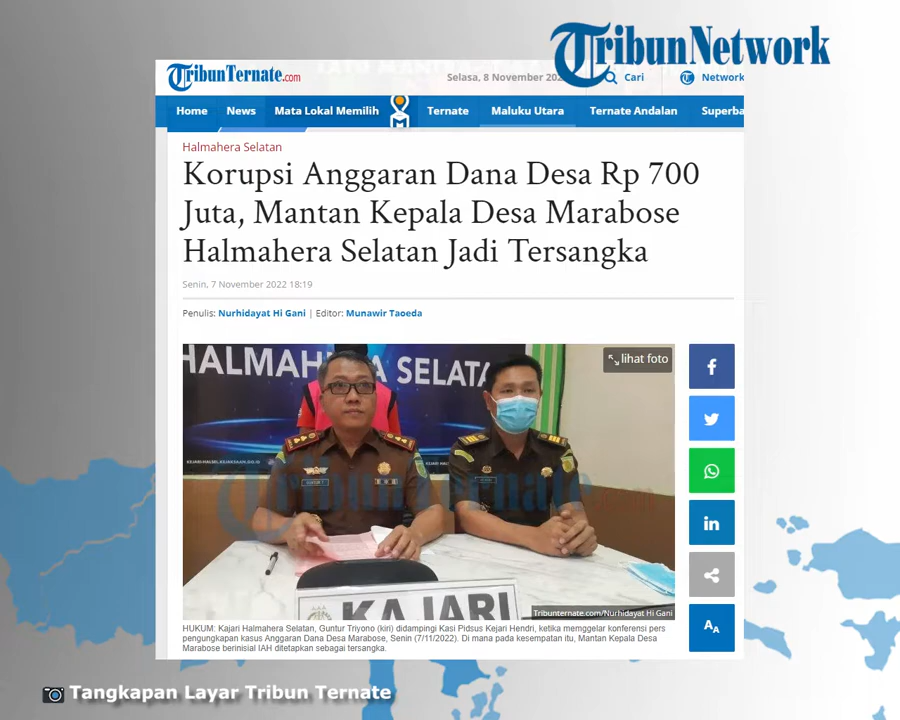 TribunNetwork
TribunTernate.com
Selasa, 8 November 202
Cari
Network
Home
News
Mata Lokal Memilih
Ternate
Maluku Utara
Ternate Andalan
Superba
Halmahera Selatan
Korupsi Anggaran Dana Desa Rp 700
Juta, Mantan Kepala Desa Marabose
Halmahera Selatan Jadi Tersangka
Senin, 7 November 2022 18:19
Penulis: Nurhidayat Hi Gani | Editor: Munawir Taoeda
lihat foto
HALMAHERA SELATA
TribunTernate.com
KAJARI
Tribunternate.com/Nurhidayat Hi Gani
HUKUM: Kajari Halmahera Selatan, Guntur Triyono (kiri) didampingi Kasi Pidsus Kejari Hendri, ketika memggelar konferensi pers
pengungkapan kasus Anggaran Dana Desa Marabose, Senin (7/11/2022). Di mana pada kesempatan itu, Mantan Kepala Desa
Marabose berinisial IAH ditetapkan sebagai tersangka.
Tangkapan Layar Tribun Ternate